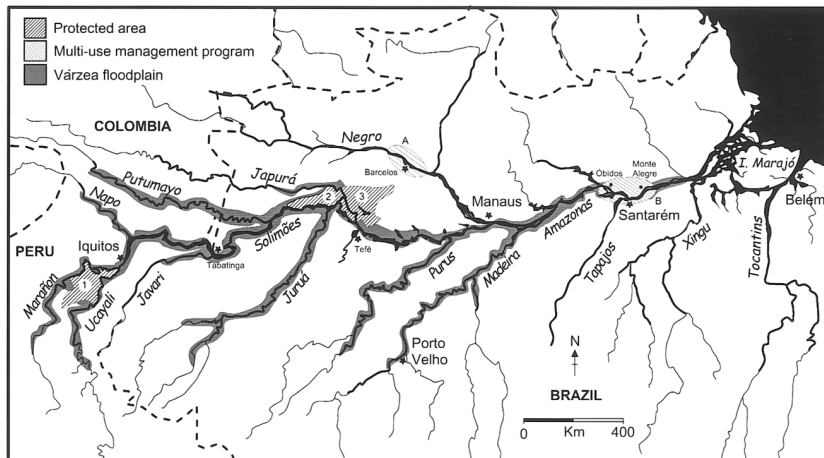 Protected area
Multi-use management program
Várzea floodplain
COLOMBIA
Negro
A
Barcelos
Japurá
Putumayo
Napo
2
3
Manaus
Óbidos
Monte Alegre
I. Marajó
Belém
Solimões
Amazonas
B
Santarém
Iquitos
Tabatinga
Tefé
PERU
Marañon
1
Ucayali
Javari
Juruá
Purus
Madeira
Tapajos
Xingu
Tocantins
Porto Velho
N
BRAZIL
0
400
Km